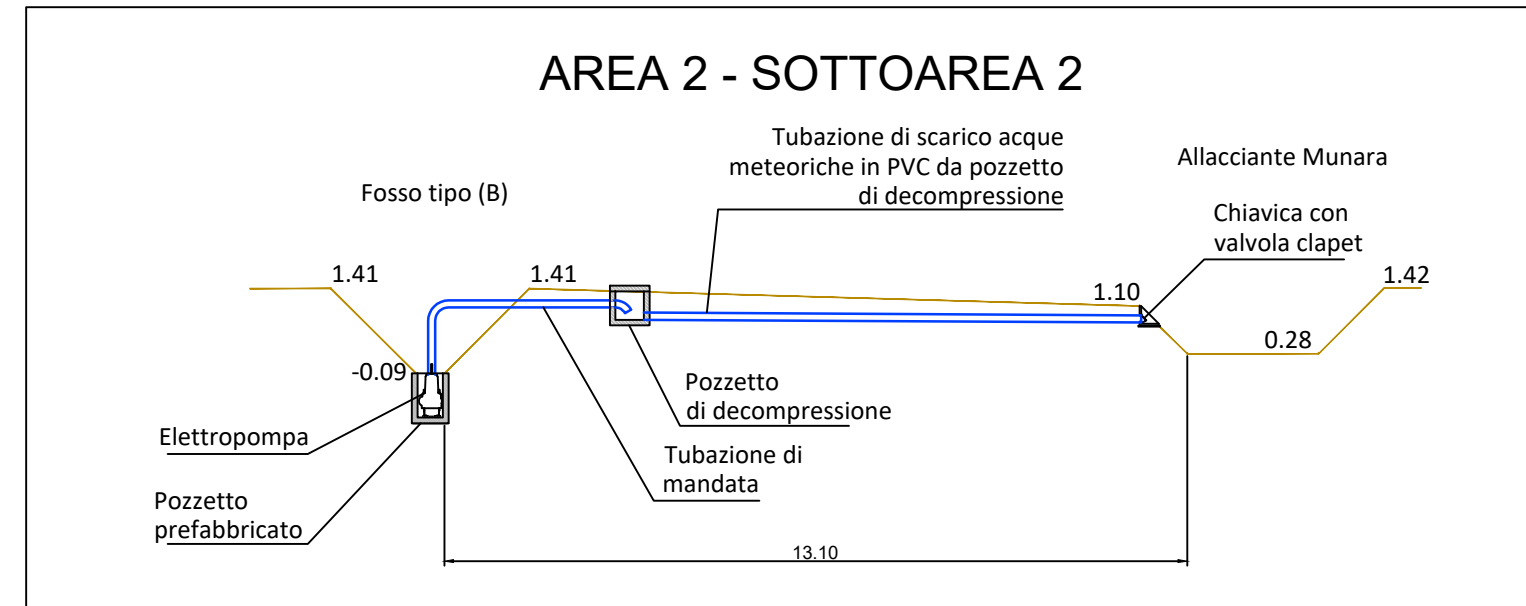 AREA 2 - SOTTOAREA 2
Tubazione di scarico acque
meteoriche in PVC da pozzetto
di decompressione
Allacciante Munara
Fosso tipo (B)
Chiavica con
valvola clapet
1.41
1.41
1.10
1.42
0.28
-0.09
Pozzetto
di decompressione
Elettropompa
Tubazione di
mandata
Pozzetto
prefabbricato
13.10